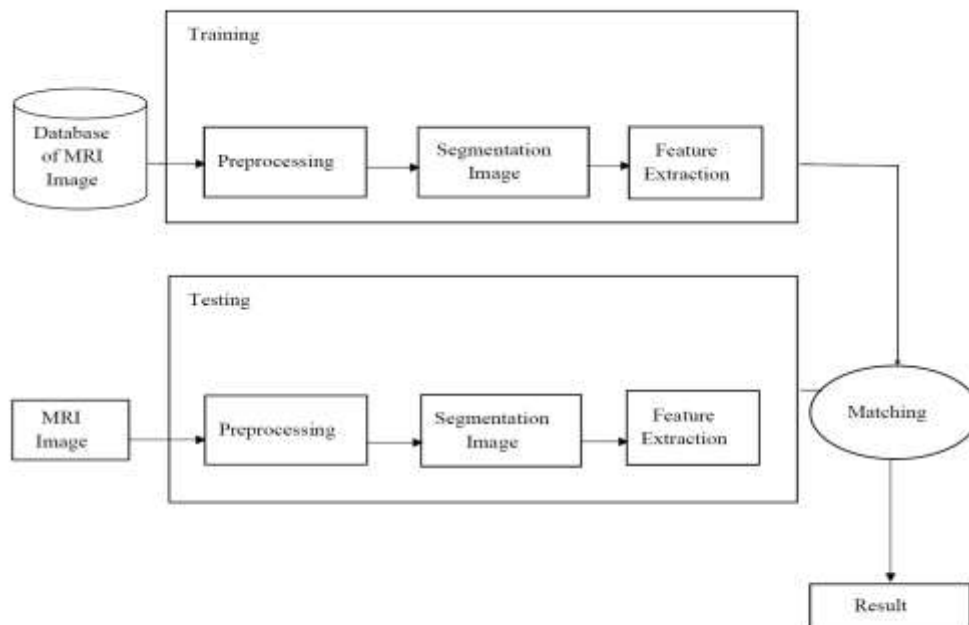 Training
Database
of MRI
Image
Preprocessing
Segmentation
Image
Feature
Extraction
Testing
MRI
Image
Preprocessing
Segmentation
Image
Feature
Extraction
Matching
Result